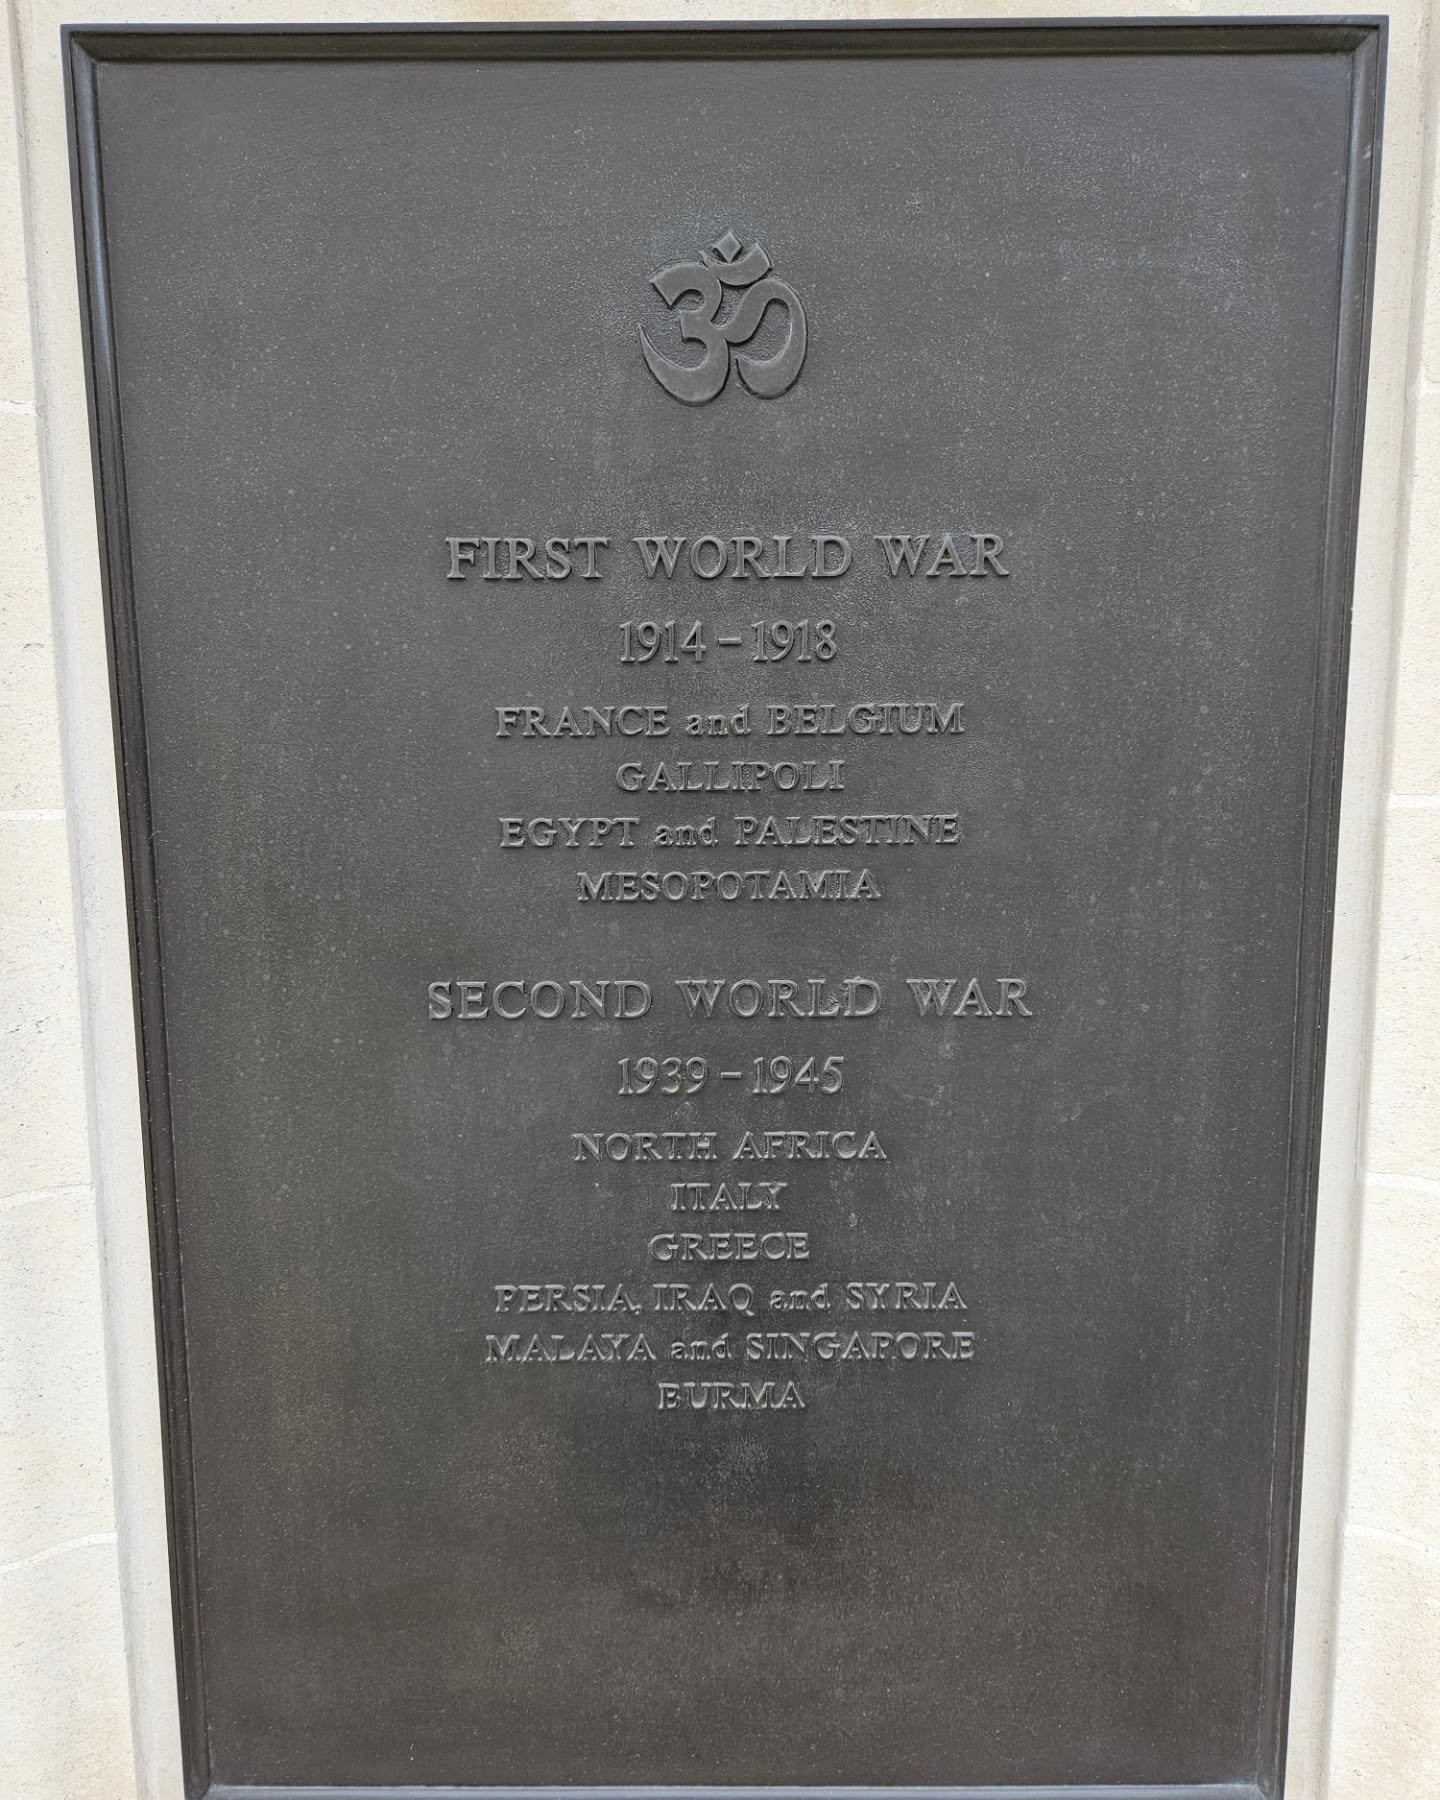 ॐ
FIRST WORLD WAR
1914 – 1918
FRANCE and BELGIUM
GALLIPOLI
EGYPT and PALESTINE
MESOPOTAMIA
SECOND WORLD WAR
1939 – 1945
NORTH AFRICA
ITALY
GREECE
PERSIA, IRAQ and SYRIA
MALAYA and SINGAPORE
BURMA